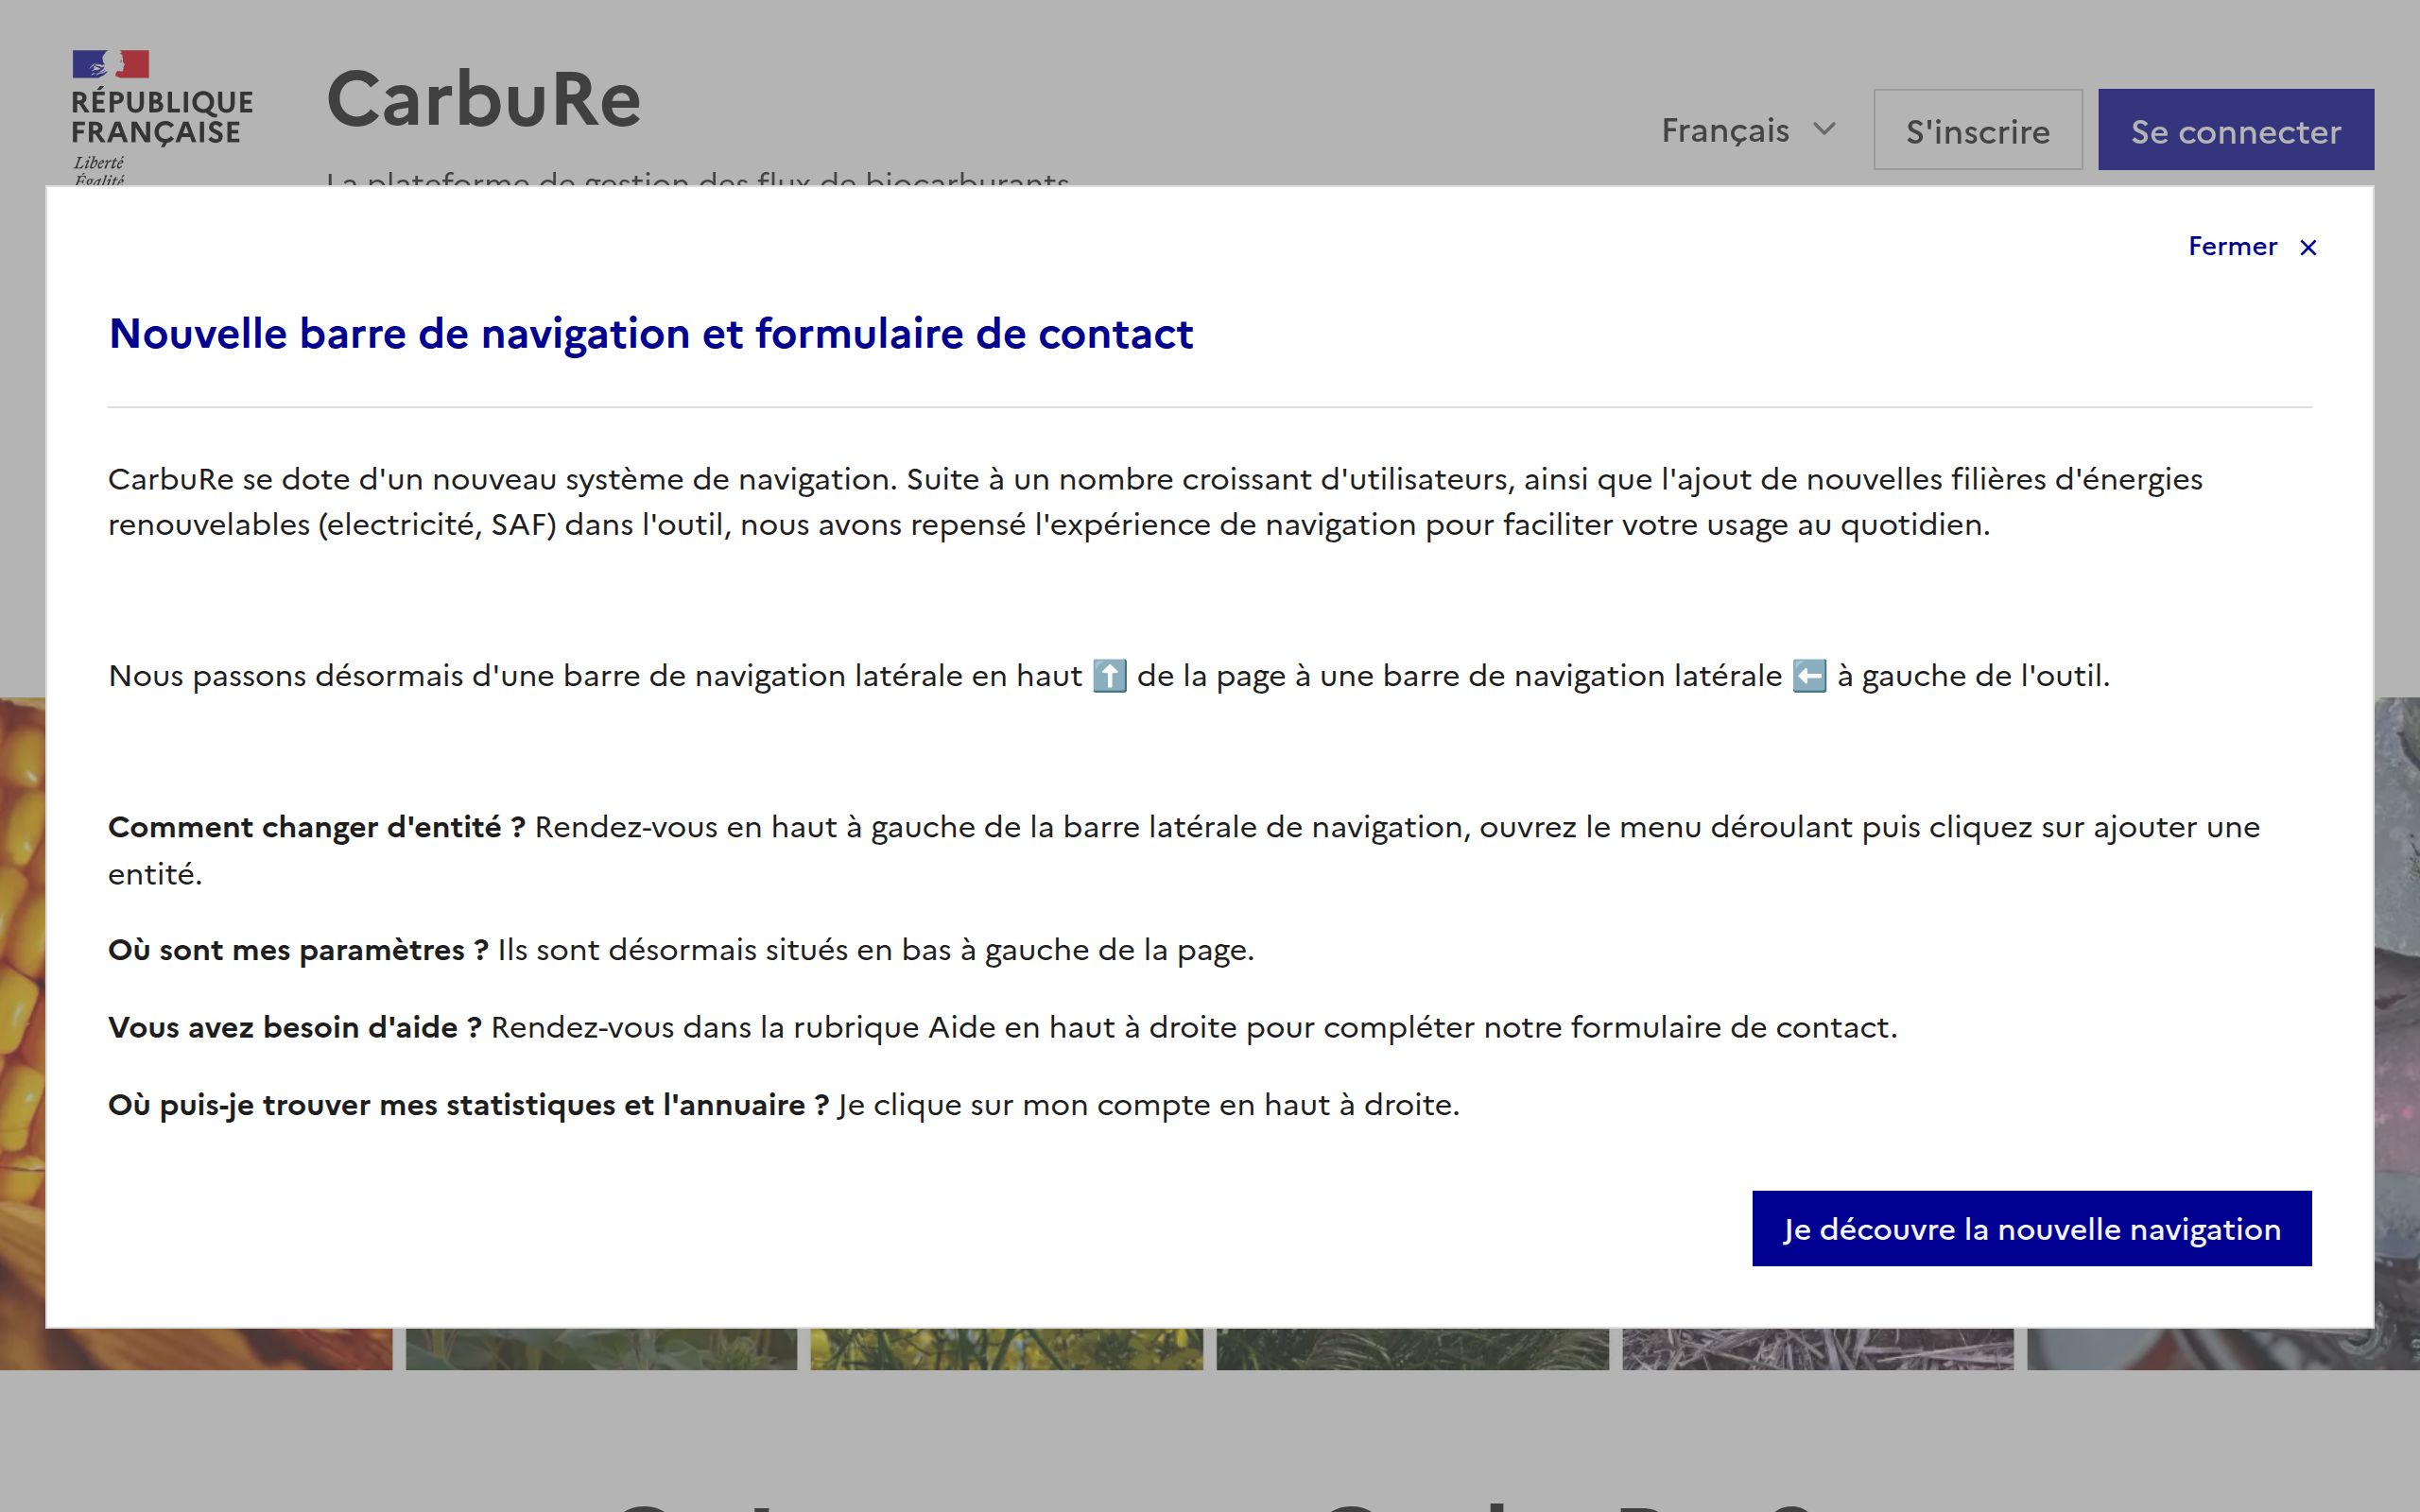 RÉPUBLIQUE
FRANÇAISE
Liberté
Égalité
CarbuRe
La plateforme de gestion des flux de biocarburants
Français
S'inscrire
Se connecter
Fermer ×
Nouvelle barre de navigation et formulaire de contact
CarbuRe se dote d'un nouveau système de navigation. Suite à un nombre croissant d'utilisateurs, ainsi que l'ajout de nouvelles filières d'énergies
renouvelables (electricité, SAF) dans l'outil, nous avons repensé l'expérience de navigation pour faciliter votre usage au quotidien.
Nous passons désormais d'une barre de navigation latérale en haut ⬆️ de la page à une barre de navigation latérale ⬅️ à gauche de l'outil.
Comment changer d'entité ? Rendez-vous en haut à gauche de la barre latérale de navigation, ouvrez le menu déroulant puis cliquez sur ajouter une
entité.
Où sont mes paramètres ? Ils sont désormais situés en bas à gauche de la page.
Vous avez besoin d'aide ? Rendez-vous dans la rubrique Aide en haut à droite pour compléter notre formulaire de contact.
Où puis-je trouver mes statistiques et l'annuaire ? Je clique sur mon compte en haut à droite.
Je découvre la nouvelle navigation